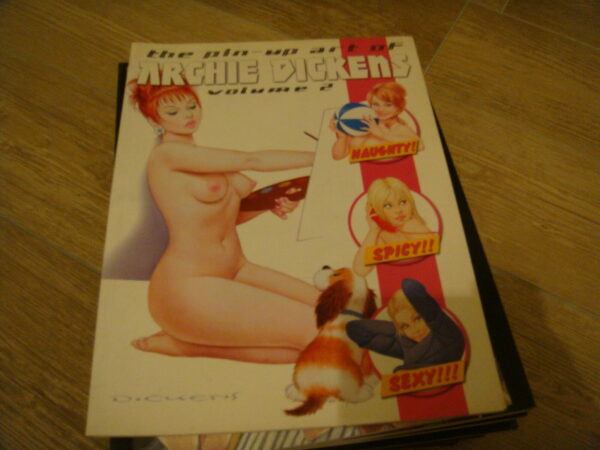 the pin-up art of
ARCHIE DICKENS
volume 2
NAUGHTY!!
SPICY!!
SEXY!!!
DICKENS